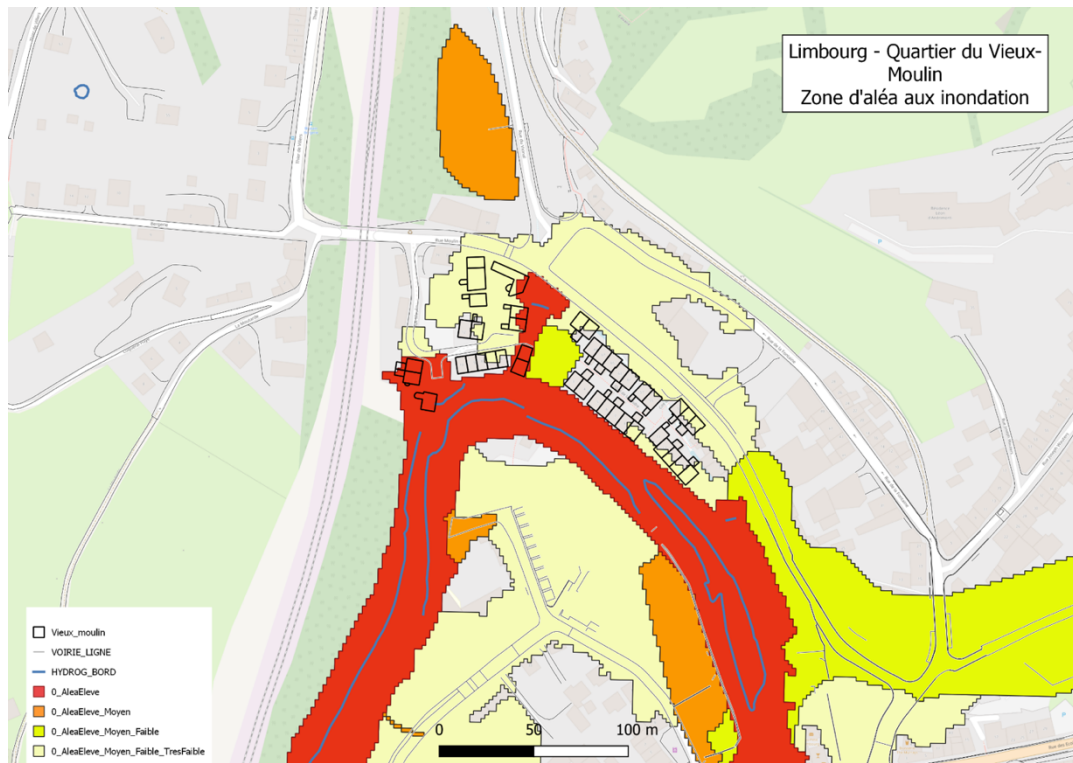 Limbourg - Quartier du Vieux-
Moulin
Zone d'aléa aux inondation
Vieux_moulin
VOIRIE_LIGNE
HYDROG_BORD
0_AleaEleve
0_AleaEleve_Moyen
0_AleaEleve_Moyen_Faible
0_AleaEleve_Moyen_Faible_TresFaible
0 50 100 m